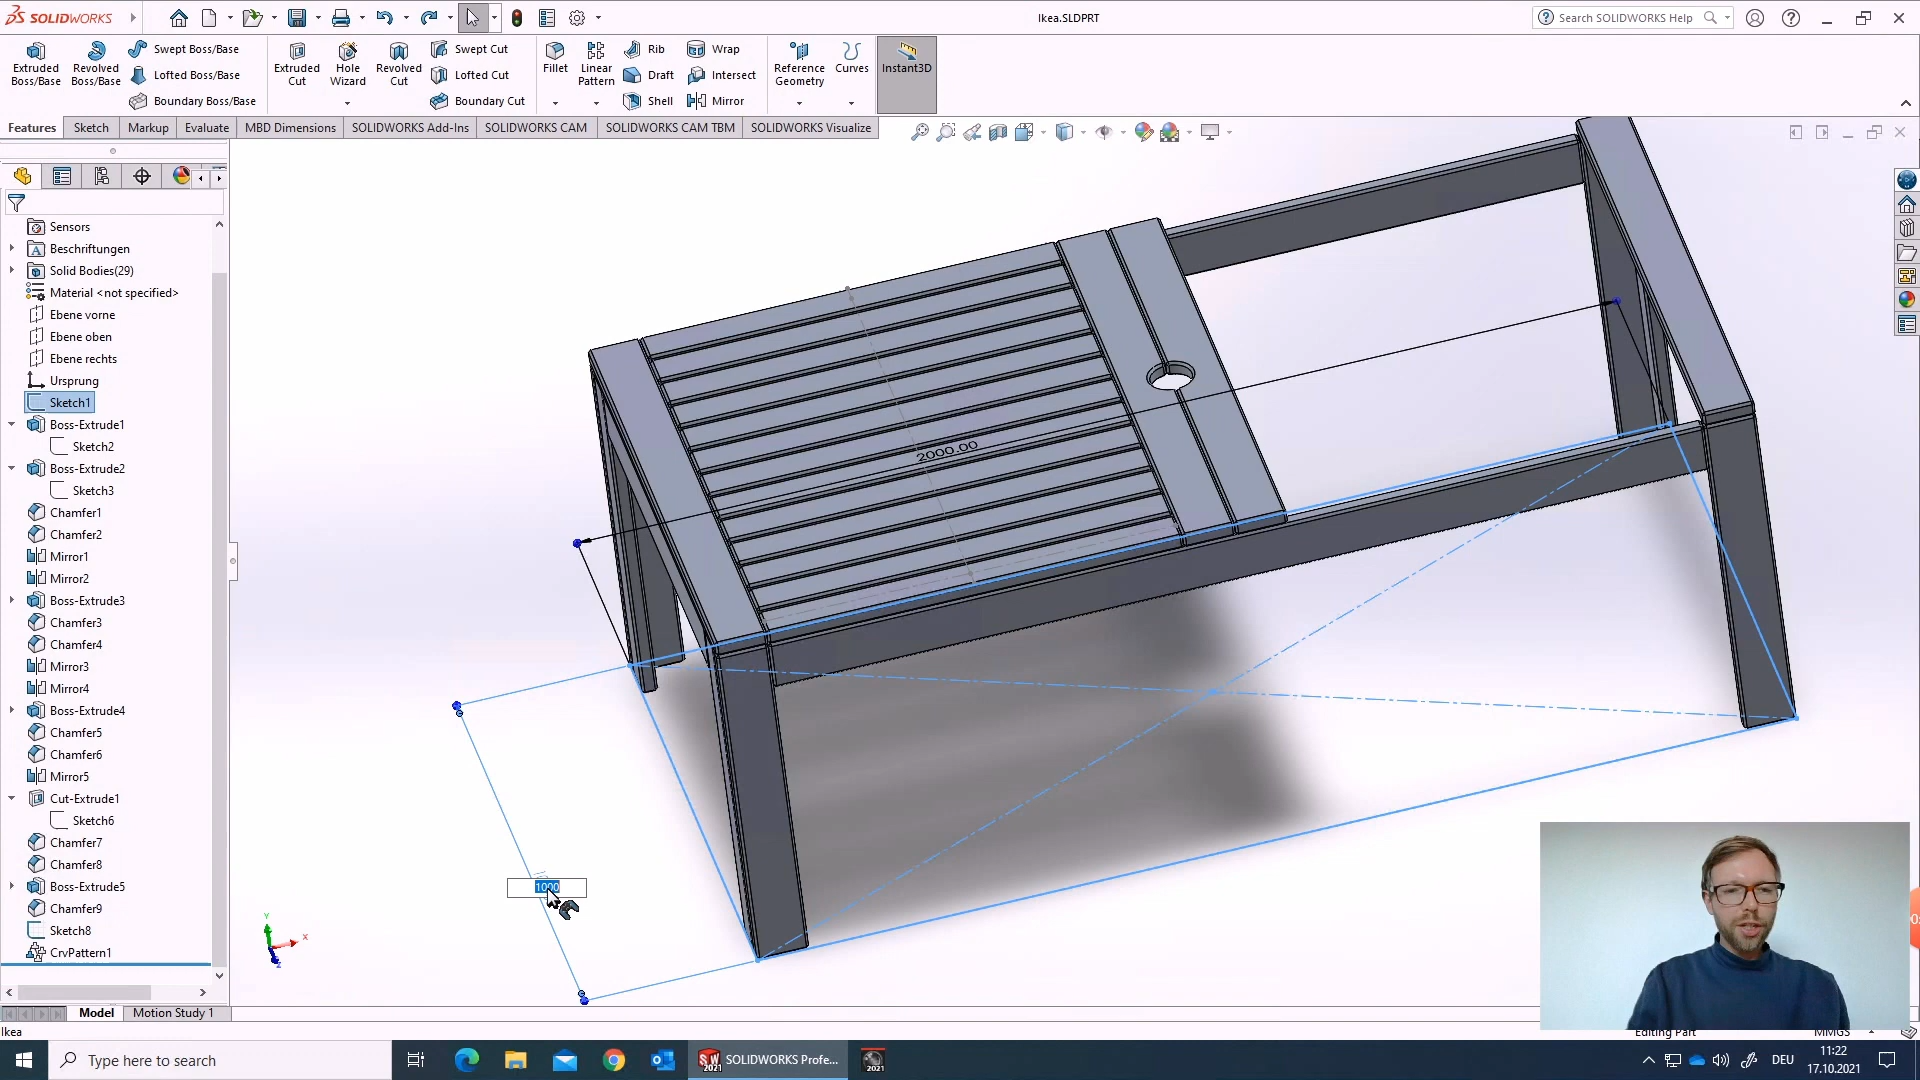 SOLIDWORKS
Ikea.SLDPRT
Search SOLIDWORKS Help
Extruded Boss/Base
Revolved Boss/Base
Swept Boss/Base
Lofted Boss/Base
Boundary Boss/Base
Extruded Cut
Hole Wizard
Revolved Cut
Swept Cut
Lofted Cut
Boundary Cut
Fillet
Linear Pattern
Rib
Draft
Shell
Wrap
Intersect
Mirror
Reference Geometry
Curves
Instant3D
Features
Sketch
Markup
Evaluate
MBD Dimensions
SOLIDWORKS Add-Ins
SOLIDWORKS CAM
SOLIDWORKS CAM TBM
SOLIDWORKS Visualize
Sensors
Beschriftungen
Solid Bodies(29)
Material <not specified>
Ebene vorne
Ebene oben
Ebene rechts
Ursprung
Sketch1
Boss-Extrude1
Sketch2
Boss-Extrude2
Sketch3
Chamfer1
Chamfer2
Mirror1
Mirror2
Boss-Extrude3
Chamfer3
Chamfer4
Mirror3
Mirror4
Boss-Extrude4
Chamfer5
Chamfer6
Mirror5
Cut-Extrude1
Sketch6
Chamfer7
Chamfer8
Boss-Extrude5
Chamfer9
Sketch8
CrvPattern1
2000.00
1000
Y
X
Z
Model
Motion Study 1
Ikea
Editing Part
MMGS
Type here to search
SW 2021
SOLIDWORKS Profe...
2021
DEU
11:22
17.10.2021